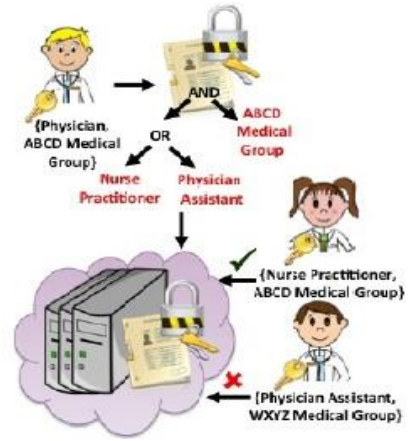 AND
{Physician,
ABCD Medical
Group}
OR
ABCD
Medical
Group
Nurse
Practitioner
Physician
Assistant
{Nurse Practitioner,
ABCD Medical Group}
{Physician Assistant,
WXYZ Medical Group}